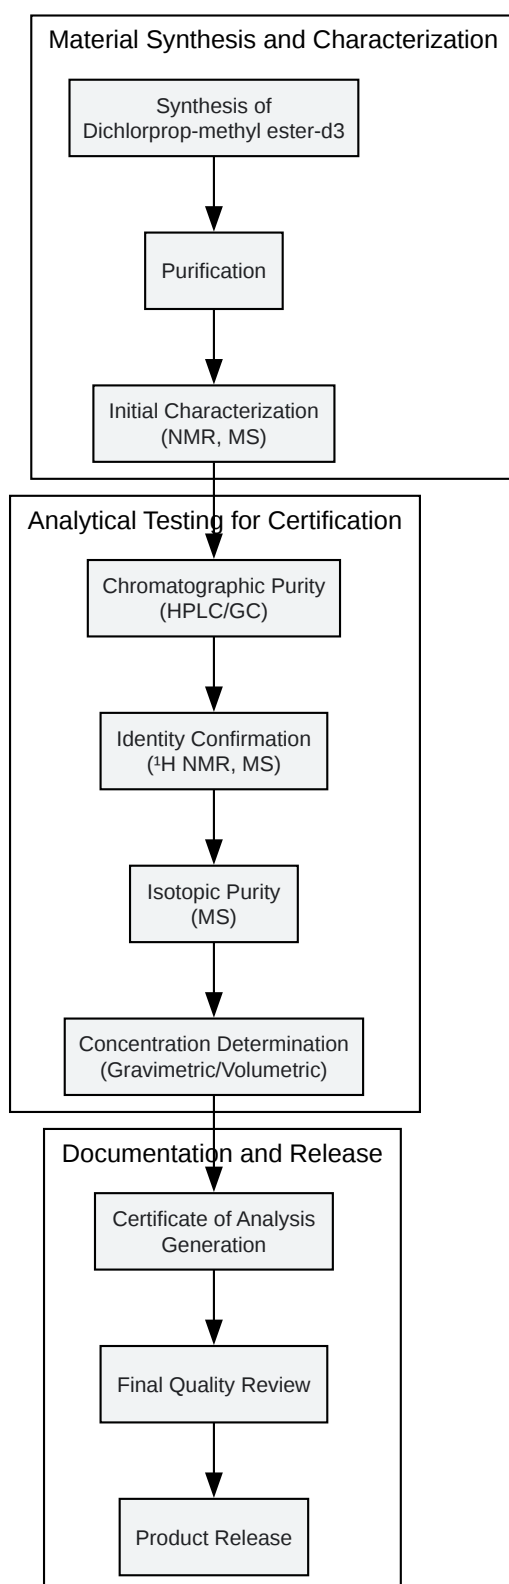 Material Synthesis and Characterization
Synthesis of
Dichlorprop-methyl ester-d3
Purification
Initial Characterization
(NMR, MS)
Analytical Testing for Certification
Chromatographic Purity
(HPLC/GC)
Identity Confirmation
(¹H NMR, MS)
Isotopic Purity
(MS)
Concentration Determination
(Gravimetric/Volumetric)
Documentation and Release
Certificate of Analysis
Generation
Final Quality Review
Product Release